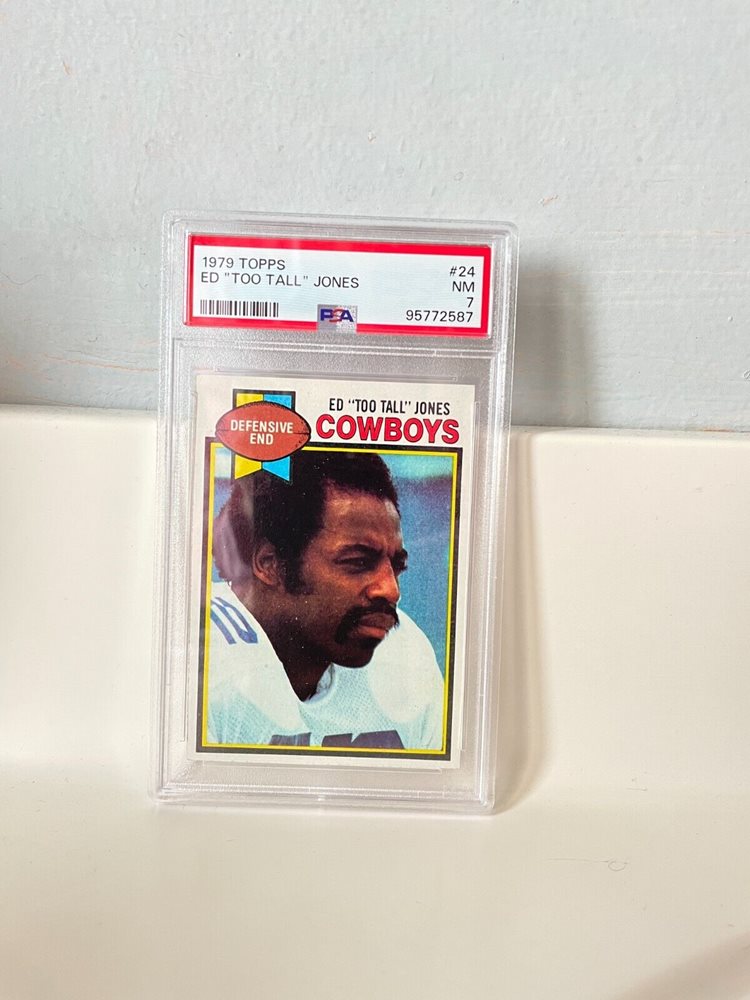 1979 TOPPS #24
ED "TOO TALL" JONES NM
7
PSA 95772587
ED "TOO TALL" JONES
COWBOYS
DEFENSIVE
END